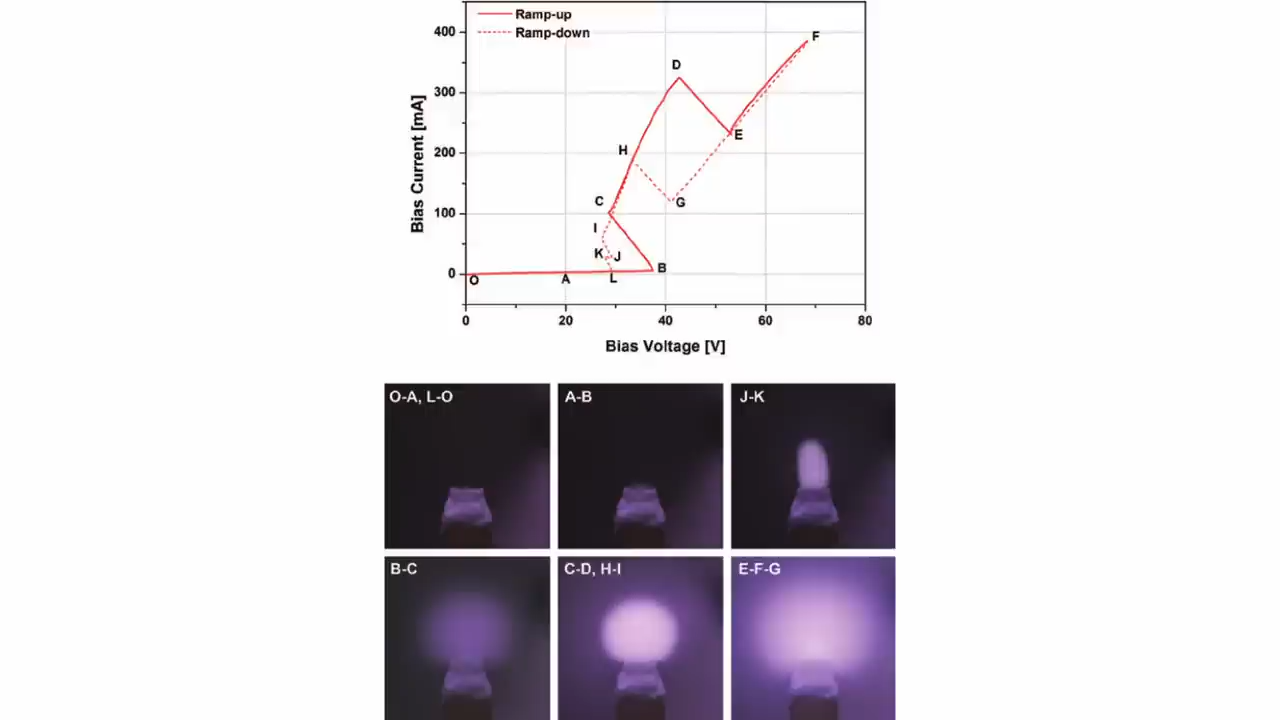 Ramp-up
Ramp-down
400
300
200
100
0
Bias Current [mA]
O
A
B
C
D
E
F
G
H
I
J
K
L
0
20
40
60
80
Bias Voltage [V]
O-A, L-O
A-B
J-K
B-C
C-D, H-I
E-F-G